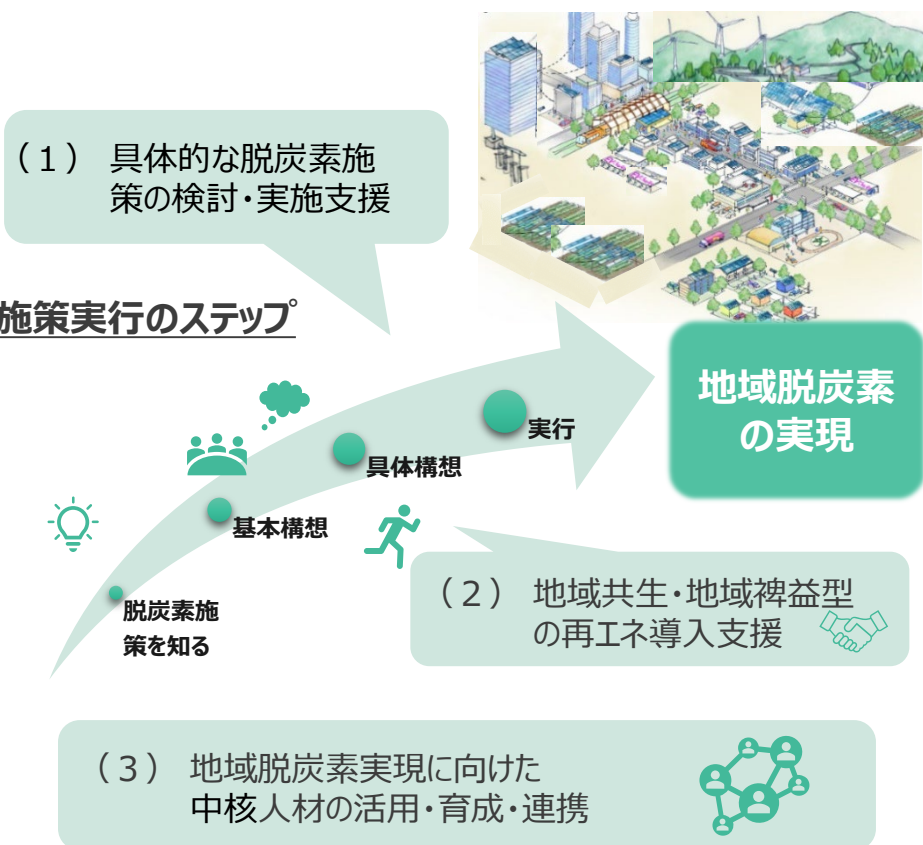 （１） 具体的な脱炭素施
策の検討・実施支援
施策実行のステップ
地域脱炭素
の実現
実行
具体構想
基本構想
脱炭素施
策を知る
（２） 地域共生・地域裨益型
の再エネ導入支援
（３） 地域脱炭素実現に向けた
中核人材の活用・育成・連携